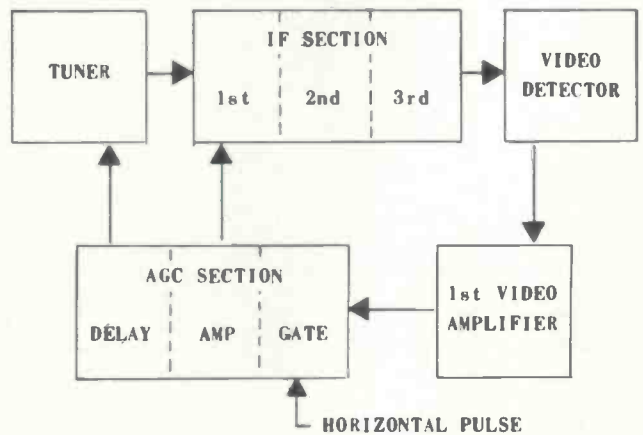 TUNER
IF SECTION
1st 2nd 3rd
VIDEO
DETECTOR
AGC SECTION
DELAY AMP GATE
1st VIDEO
AMPLIFIER
HORIZONTAL PULSE